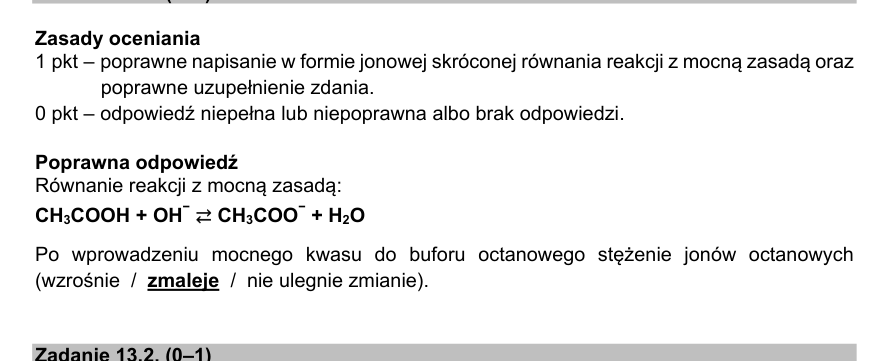 Zasady oceniania
1 pkt – poprawne napisanie w formie jonowej skróconej równania reakcji z mocną zasadą oraz
poprawne uzupełnienie zdania.
0 pkt – odpowiedź niepełna lub niepoprawna albo brak odpowiedzi.
Poprawna odpowiedź
Równanie reakcji z mocną zasadą:
CH₃COOH + OH⁻ ⇄ CH₃COO⁻ + H₂O
Po wprowadzeniu mocnego kwasu do buforu octanowego stężenie jonów octanowych
(wzrośnie / zmaleje / nie ulegnie zmianie).
Zadanie 13.2. (0–1)